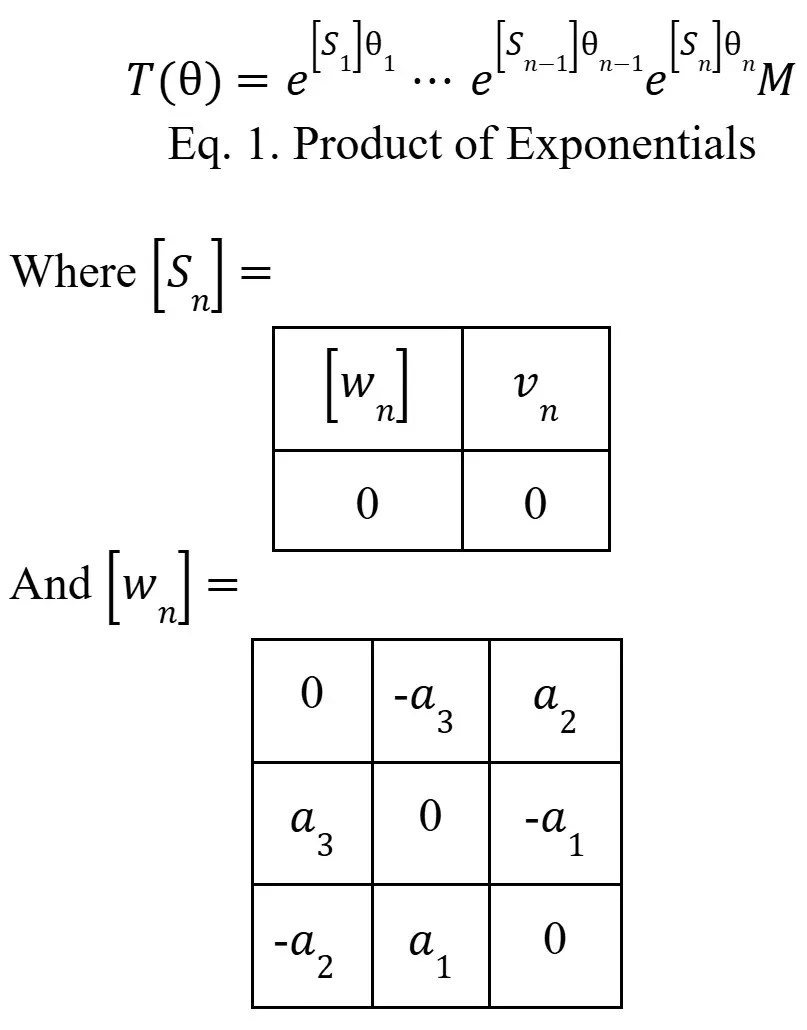 T(θ) = e^{[S_1]θ_1} ⋯ e^{[S_{n−1}]θ_{n−1}} e^{[S_n]θ_n} M
Eq. 1. Product of Exponentials
Where [S_n] =
[w_n] v_n
0 0
And [w_n] =
0 -a_3 a_2
a_3 0 -a_1
-a_2 a_1 0